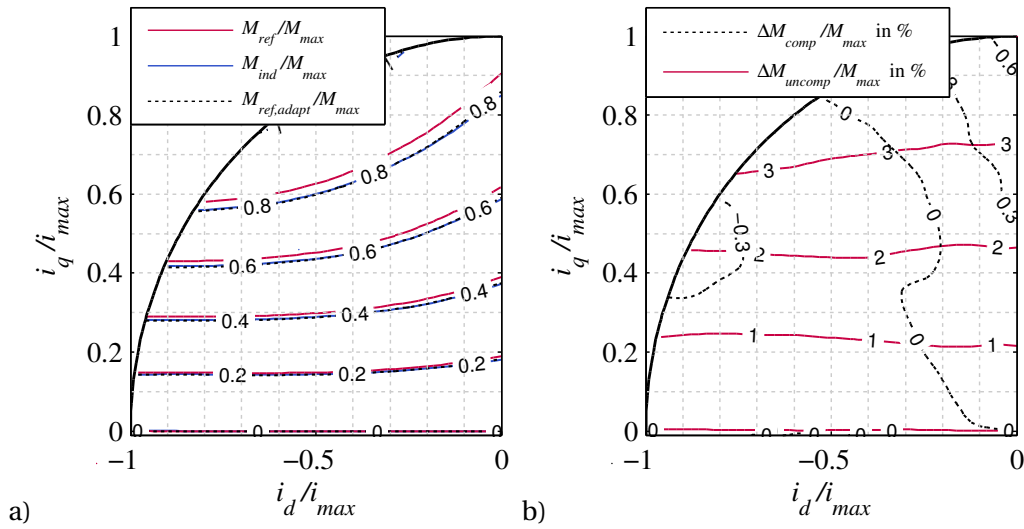 M_ref/M_max
M_ind/M_max
M_ref,adapt/M_max
1
0.8
0.6
0.4
0.2
0
i_q/i_max
0.8
0.8
0.6
0.6
0.4
0.4
0.2
0.2
0 0 0 0
−1 −0.5 0
i_d/i_max
a)
ΔM_comp/M_max in %
ΔM_uncomp/M_max in %
1
0.8
0.6
0.4
0.2
0
i_q/i_max
0.6
3
0
3 3 3
0.3
−0.3
0
2 2 2
0
1 1 1
0 0 0 0
−1 −0.5 0
i_d/i_max
b)